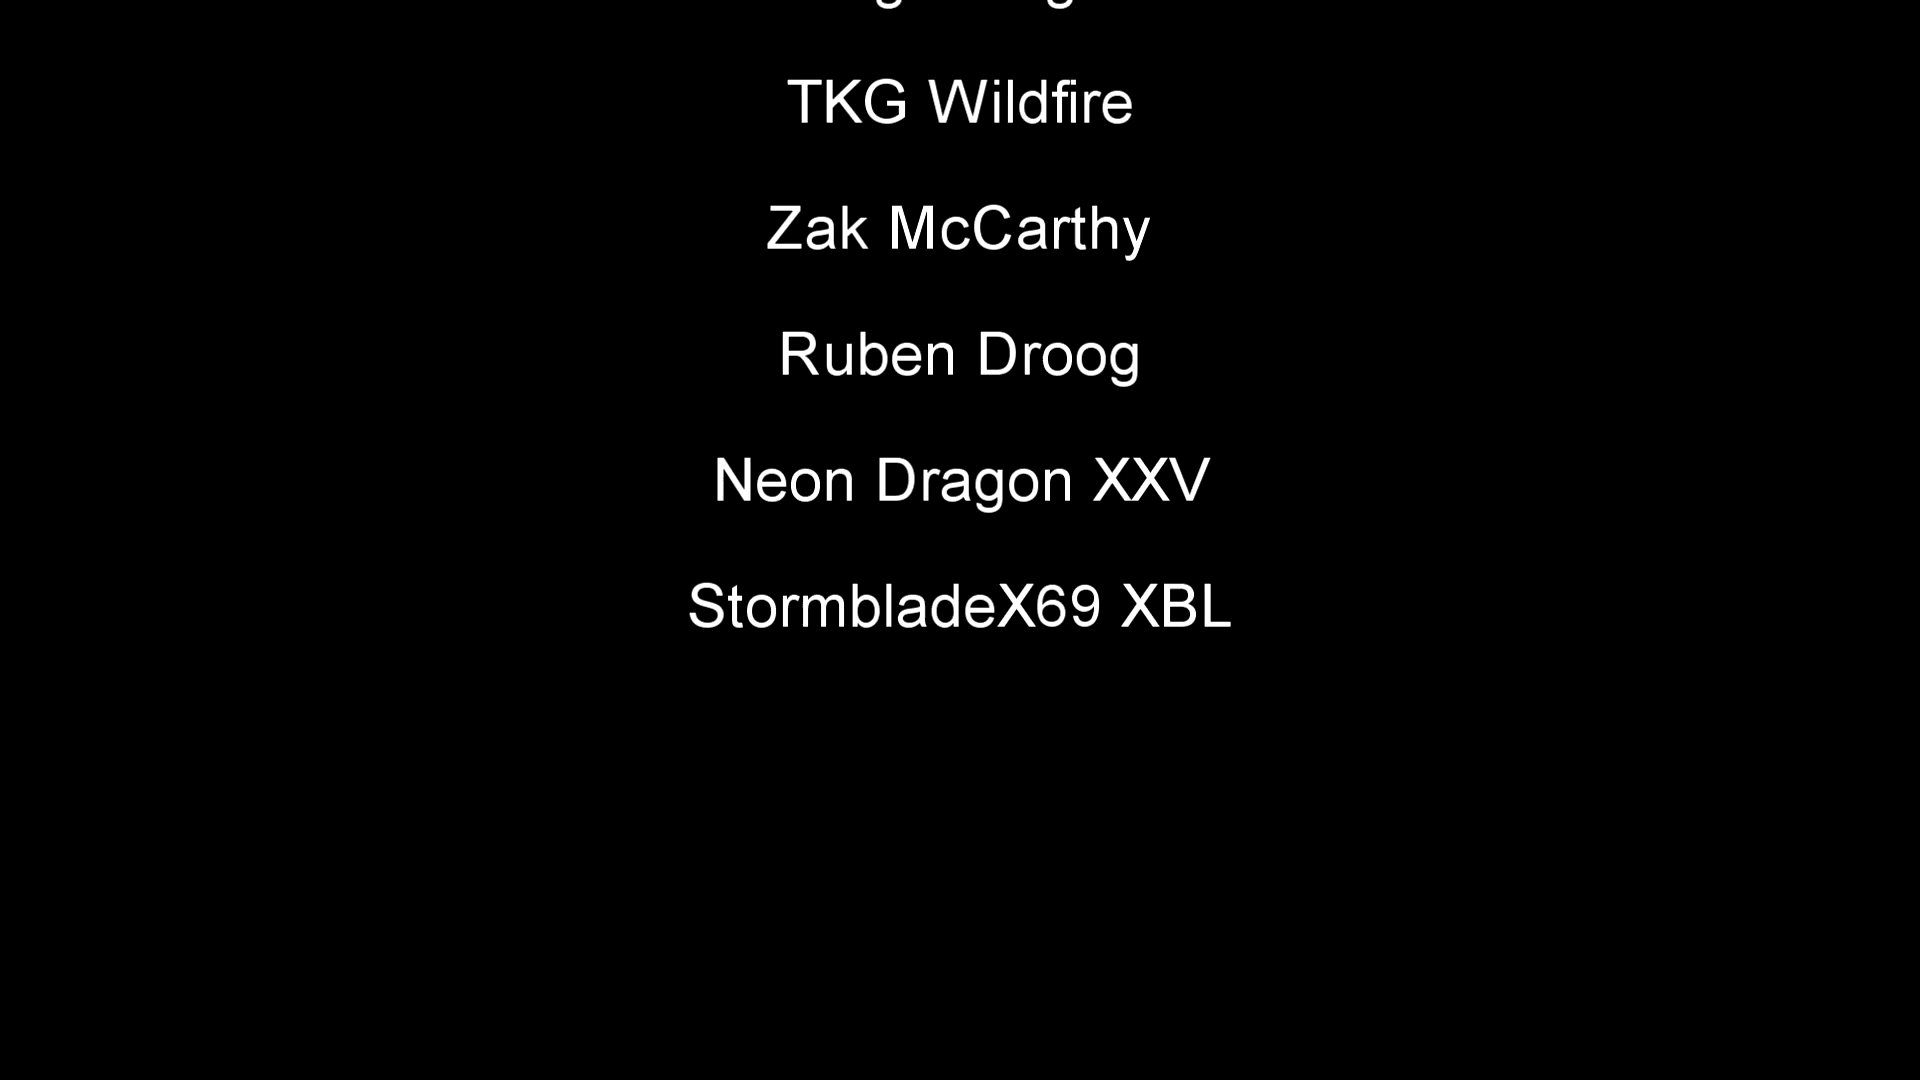 TKG Wildfire
Zak McCarthy
Ruben Droog
Neon Dragon XXV
StormbladeX69 XBL